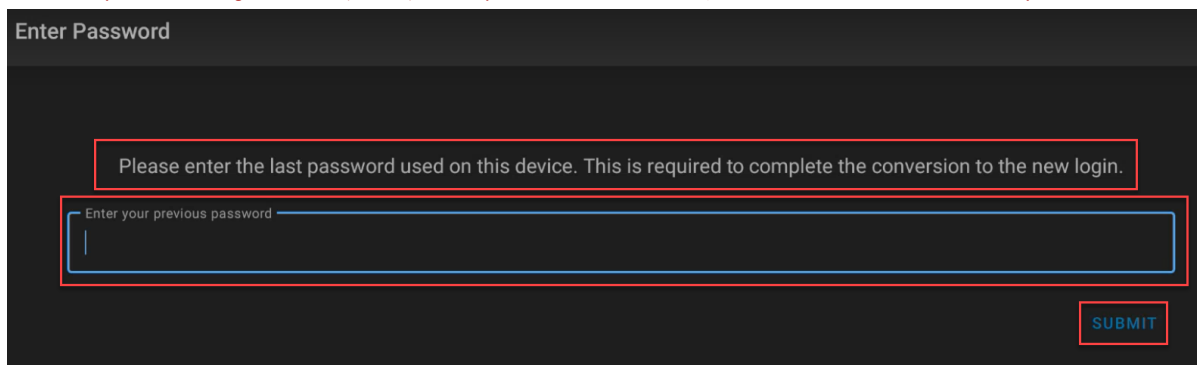 Enter Password
Please enter the last password used on this device. This is required to complete the conversion to the new login.
Enter your previous password
SUBMIT